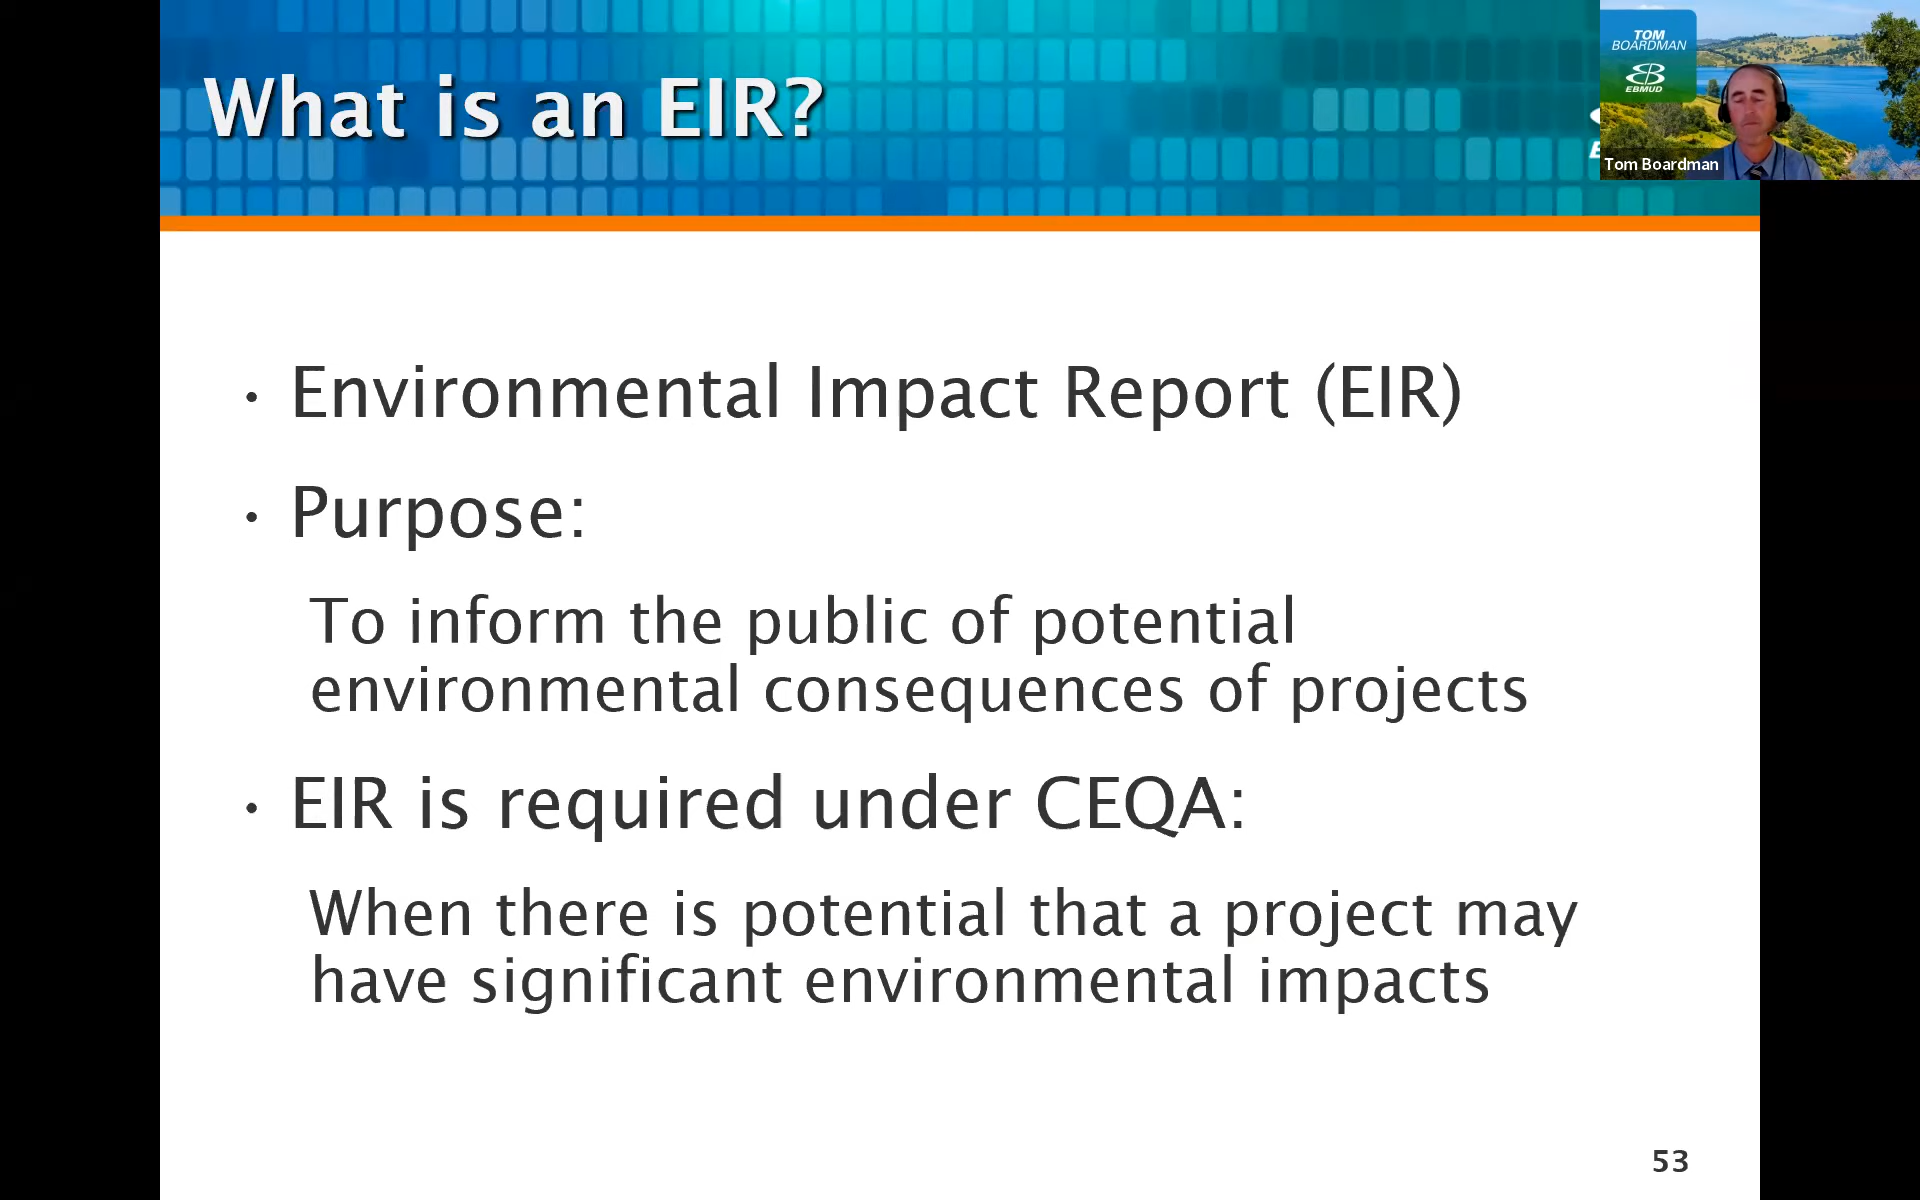 What is an EIR?
TOM
BOARDMAN
EBMUD
Tom Boardman
• Environmental Impact Report (EIR)
• Purpose:
To inform the public of potential
environmental consequences of projects
• EIR is required under CEQA:
When there is potential that a project may
have significant environmental impacts
53